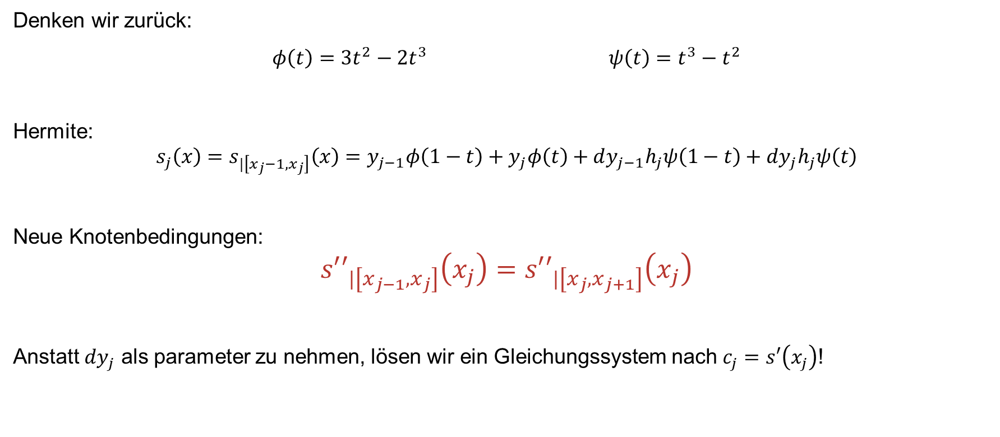 Denken wir zurück:
ϕ(t) = 3t² − 2t³ ψ(t) = t³ − t²
Hermite:
s_j(x) = s_{|[x_{j−1},x_j]}(x) = y_{j−1}ϕ(1 − t) + y_jϕ(t) + dy_{j−1}h_jψ(1 − t) + dy_jh_jψ(t)
Neue Knotenbedingungen:
s′′_{|[x_{j−1},x_j]}(x_j) = s′′_{|[x_j,x_{j+1}]}(x_j)
Anstatt dy_j als parameter zu nehmen, lösen wir ein Gleichungssystem nach c_j = s′(x_j)!